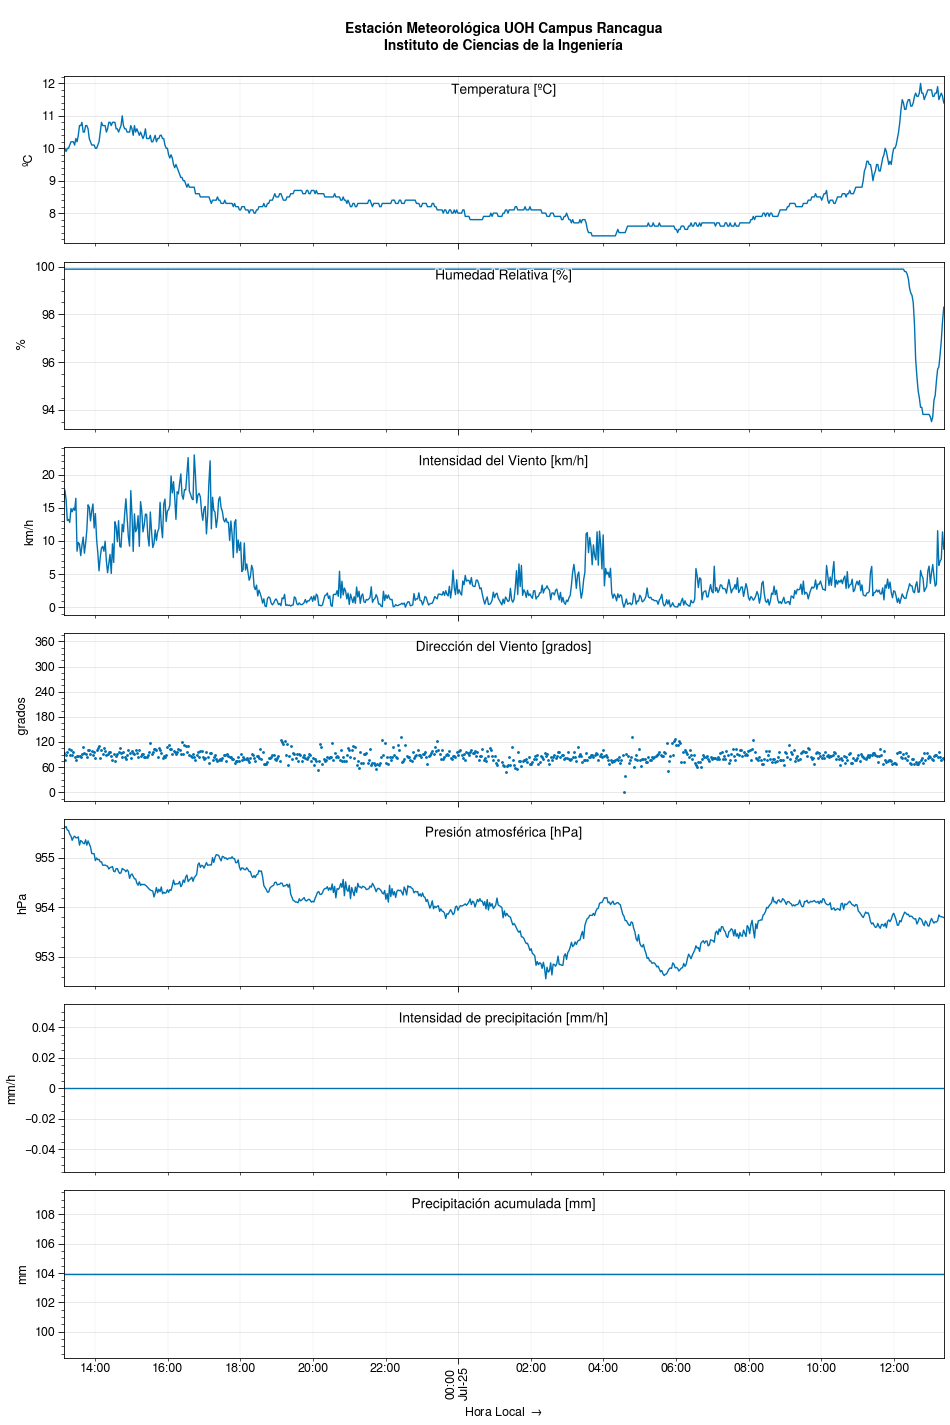 Estación Meteorológica UOH Campus Rancagua
Instituto de Ciencias de la Ingeniería
Temperatura [ºC]
ºC
12
11
10
9
8
Humedad Relativa [%]
%
100
98
96
94
Intensidad del Viento [km/h]
km/h
20
15
10
5
0
Dirección del Viento [grados]
grados
360
300
240
180
120
60
0
Presión atmosférica [hPa]
hPa
955
954
953
Intensidad de precipitación [mm/h]
mm/h
0.04
0.02
0
−0.02
−0.04
Precipitación acumulada [mm]
mm
108
106
104
102
100
14:00 16:00 18:00 20:00 22:00 00:00 02:00 04:00 06:00 08:00 10:00 12:00
Jul-25
Hora Local →